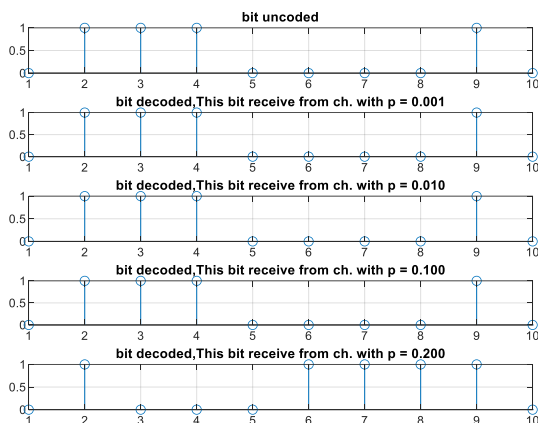 bit uncoded
1
0.5
0
1 2 3 4 5 6 7 8 9 10
bit decoded,This bit receive from ch. with p = 0.001
1
0.5
0
1 2 3 4 5 6 7 8 9 10
bit decoded,This bit receive from ch. with p = 0.010
1
0.5
0
1 2 3 4 5 6 7 8 9 10
bit decoded,This bit receive from ch. with p = 0.100
1
0.5
0
1 2 3 4 5 6 7 8 9 10
bit decoded,This bit receive from ch. with p = 0.200
1
0.5
0
1 2 3 4 5 6 7 8 9 10